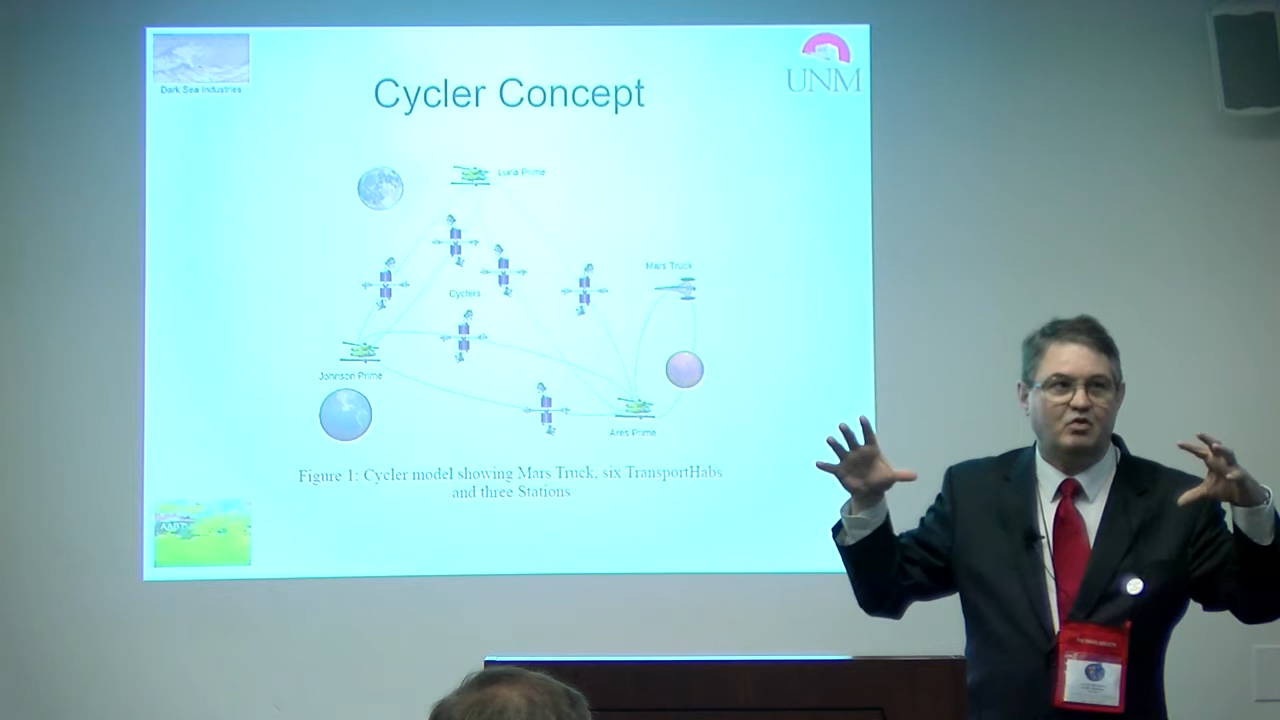 Dark Sea Industries
UNM
Cycler Concept
Luna Prime
Mars Truck
Cyclers
Johnson Prime
Ares Prime
Figure 1: Cycler model showing Mars Truck, six TransportHabs
and three Stations